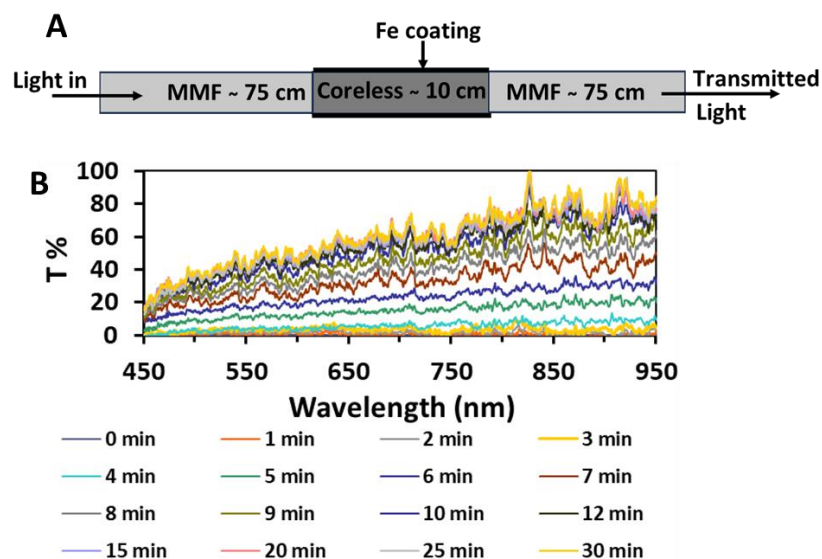 A
Fe coating
Light in
MMF ~ 75 cm
Coreless ~ 10 cm
MMF ~ 75 cm
Transmitted
Light
B
100
80
60
40
20
0
T %
450 550 650 750 850 950
Wavelength (nm)
0 min 1 min 2 min 3 min
4 min 5 min 6 min 7 min
8 min 9 min 10 min 12 min
15 min 20 min 25 min 30 min